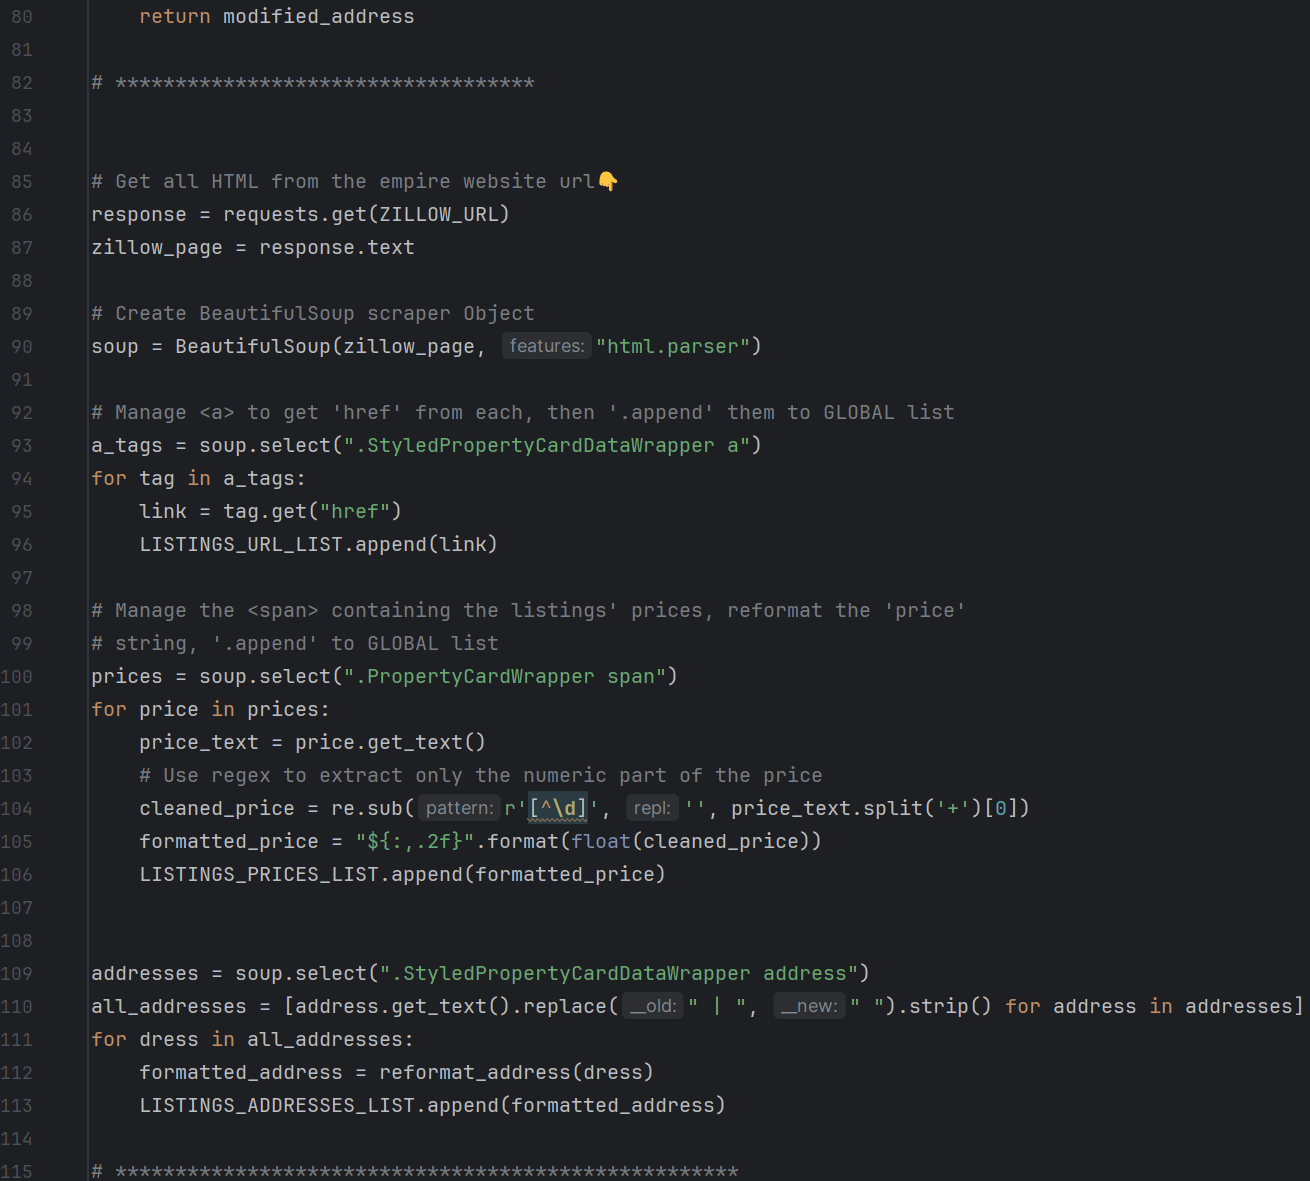 80 return modified_address
81
82 # ***********************************
83
84
85 # Get all HTML from the empire website url👇
86 response = requests.get(ZILLOW_URL)
87 zillow_page = response.text
88
89 # Create BeautifulSoup scraper Object
90 soup = BeautifulSoup(zillow_page, features: "html.parser")
91
92 # Manage <a> to get 'href' from each, then '.append' them to GLOBAL list
93 a_tags = soup.select(".StyledPropertyCardDataWrapper a")
94 for tag in a_tags:
95 link = tag.get("href")
96 LISTINGS_URL_LIST.append(link)
97
98 # Manage the <span> containing the listings' prices, reformat the 'price'
99 # string, '.append' to GLOBAL list
100 prices = soup.select(".PropertyCardWrapper span")
101 for price in prices:
102 price_text = price.get_text()
103 # Use regex to extract only the numeric part of the price
104 cleaned_price = re.sub( pattern: r'[^\d]', repl: '', price_text.split('+')[0])
105 formatted_price = "${:,.2f}".format(float(cleaned_price))
106 LISTINGS_PRICES_LIST.append(formatted_price)
107
108
109 addresses = soup.select(".StyledPropertyCardDataWrapper address")
110 all_addresses = [address.get_text().replace( __old: " | ", __new: " ").strip() for address in addresses]
111 for dress in all_addresses:
112 formatted_address = reformat_address(dress)
113 LISTINGS_ADDRESSES_LIST.append(formatted_address)
114
115 # ****************************************************